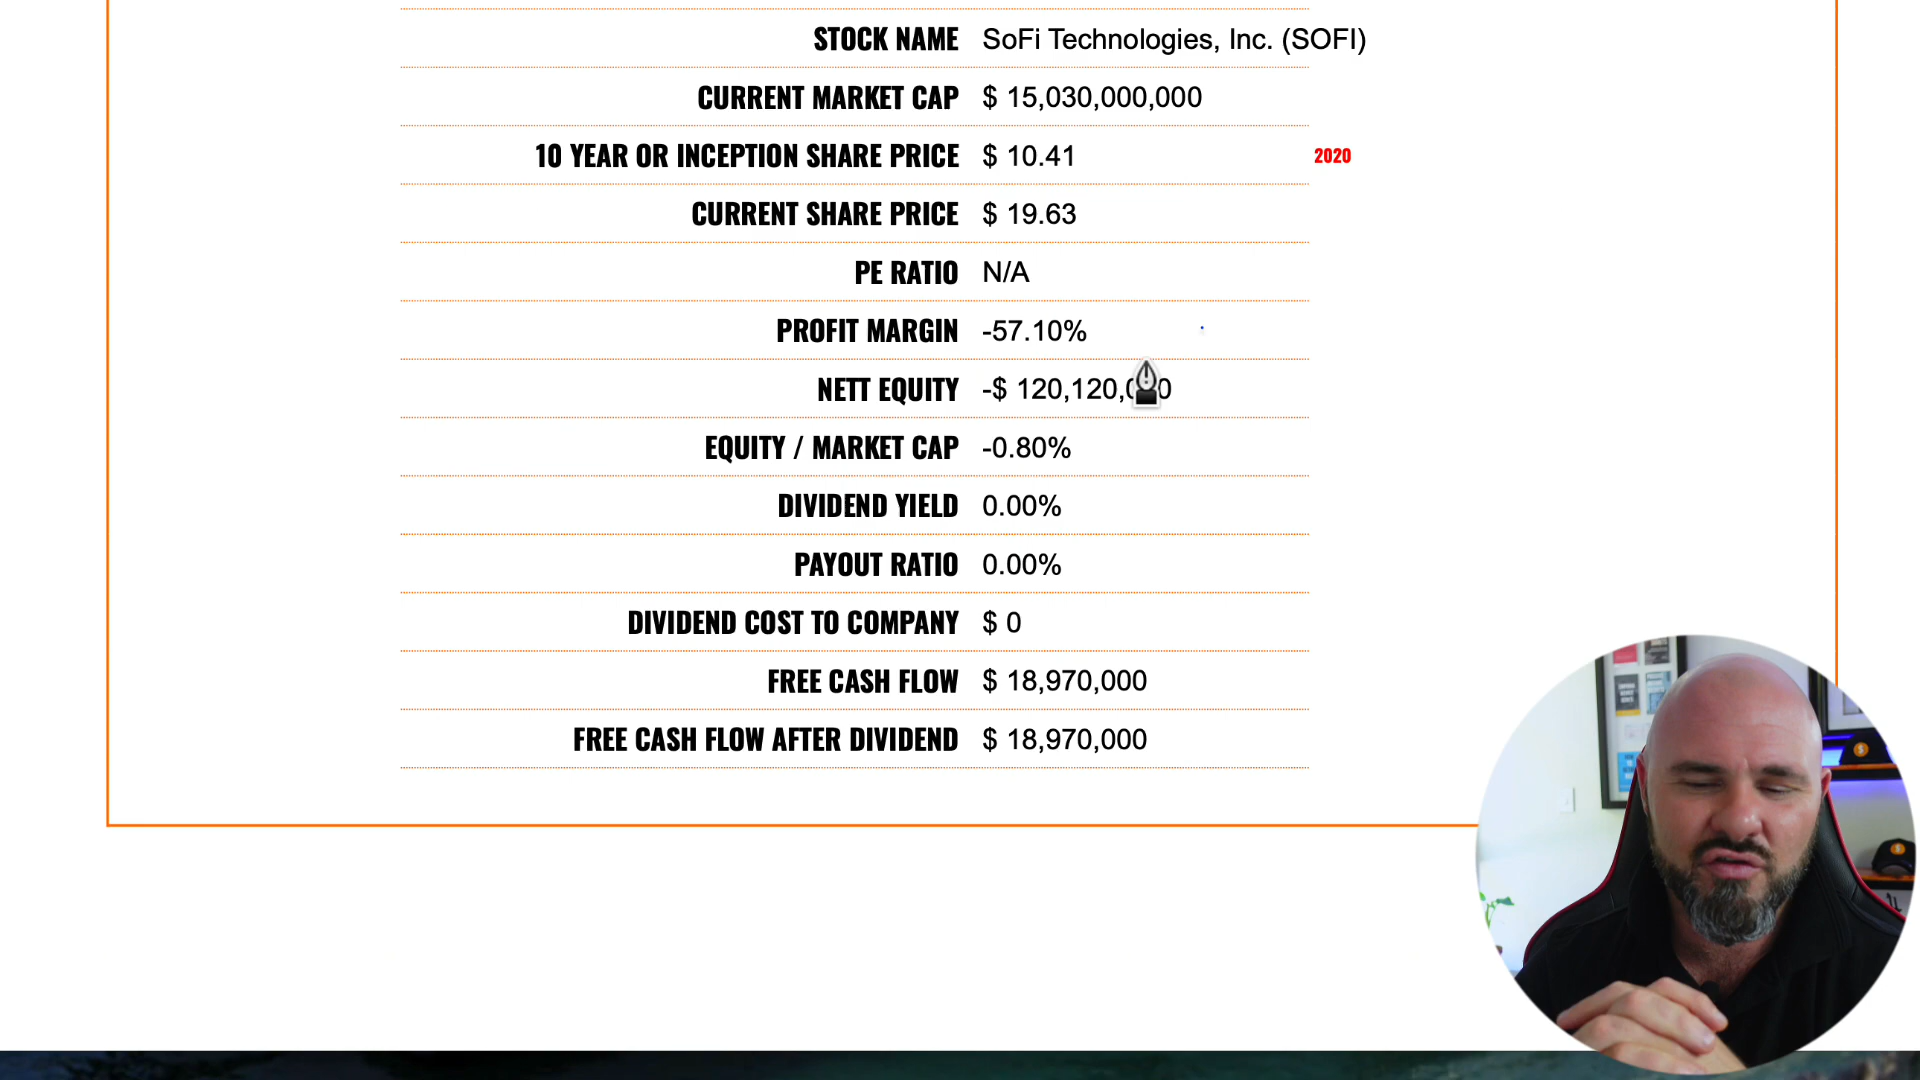 STOCK NAME SoFi Technologies, Inc. (SOFI)
CURRENT MARKET CAP $ 15,030,000,000
10 YEAR OR INCEPTION SHARE PRICE $ 10.41 2020
CURRENT SHARE PRICE $ 19.63
PE RATIO N/A
PROFIT MARGIN -57.10%
NETT EQUITY -$ 120,120,000
EQUITY / MARKET CAP -0.80%
DIVIDEND YIELD 0.00%
PAYOUT RATIO 0.00%
DIVIDEND COST TO COMPANY $ 0
FREE CASH FLOW $ 18,970,000
FREE CASH FLOW AFTER DIVIDEND $ 18,970,000